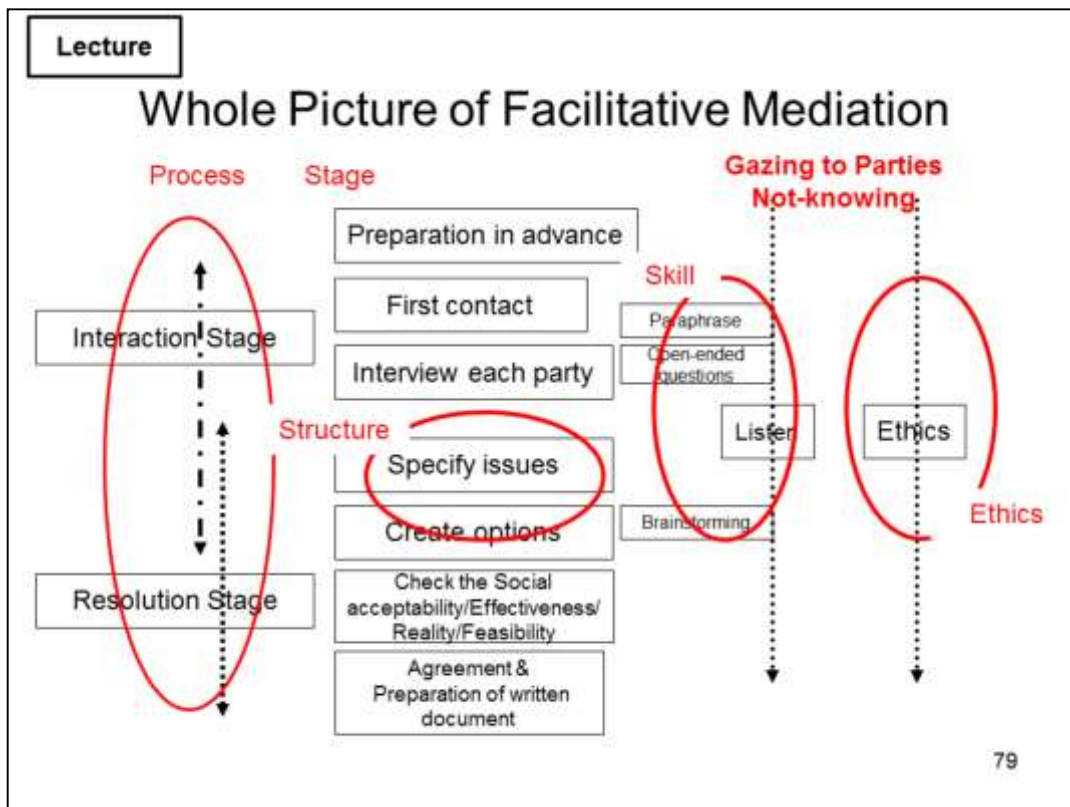 Lecture
Whole Picture of Facilitative Mediation
Process
Stage
Gazing to Parties
Not-knowing
Preparation in advance
Skill
First contact
Paraphrase
Interaction Stage
Open-ended
questions
Interview each party
Structure
Listen
Ethics
Specify issues
Ethics
Create options
Brainstorming
Resolution Stage
Check the Social
acceptability/Effectiveness/
Reality/Feasibility
Agreement &
Preparation of written
document
79